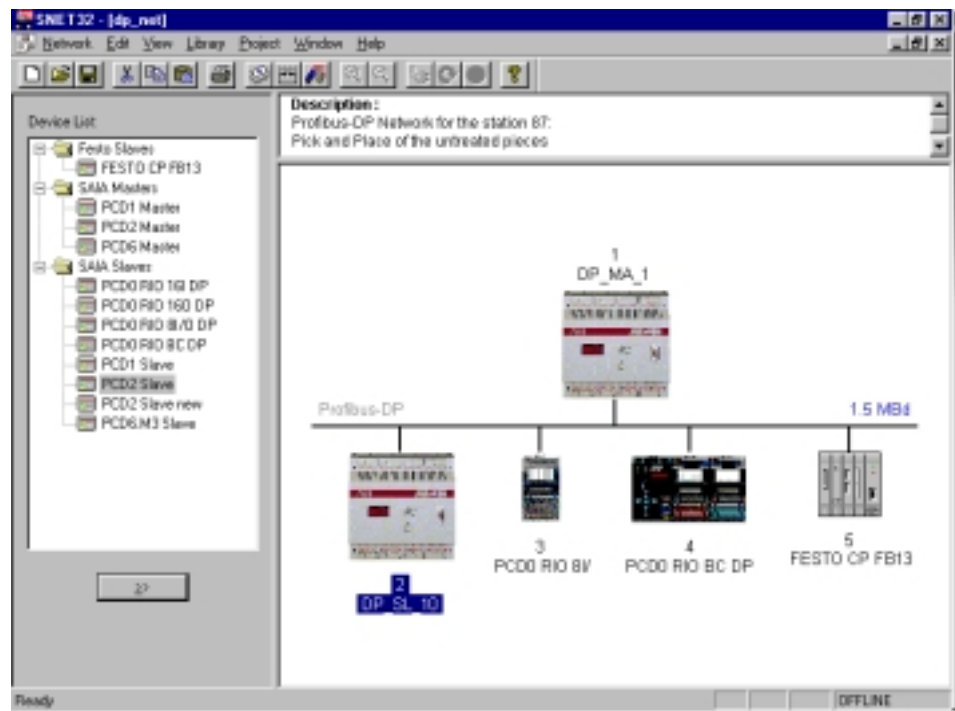 SNET32 - [dp_net]
Network Edit View Library Project Window Help
Device List
Festo Slaves
FESTO CP FB13
SAIA Masters
PCD1 Master
PCD2 Master
PCD6 Master
SAIA Slaves
PCD0 RIO 16I DP
PCD0 RIO 16O DP
PCD0 RIO 8I/O DP
PCD0 RIO BC DP
PCD1 Slave
PCD2 Slave
PCD2 Slave new
PCD6.M3 Slave
>>
Description:
Profibus-DP Network for the station 87:
Pick and Place of the untreated pieces
1
DP_MA_1
Profibus-DP
1.5 MBd
2
DP_SL_10
3
PCD0 RIO 8I/
4
PCD0 RIO BC DP
5
FESTO CP FB13
Ready
OFFLINE